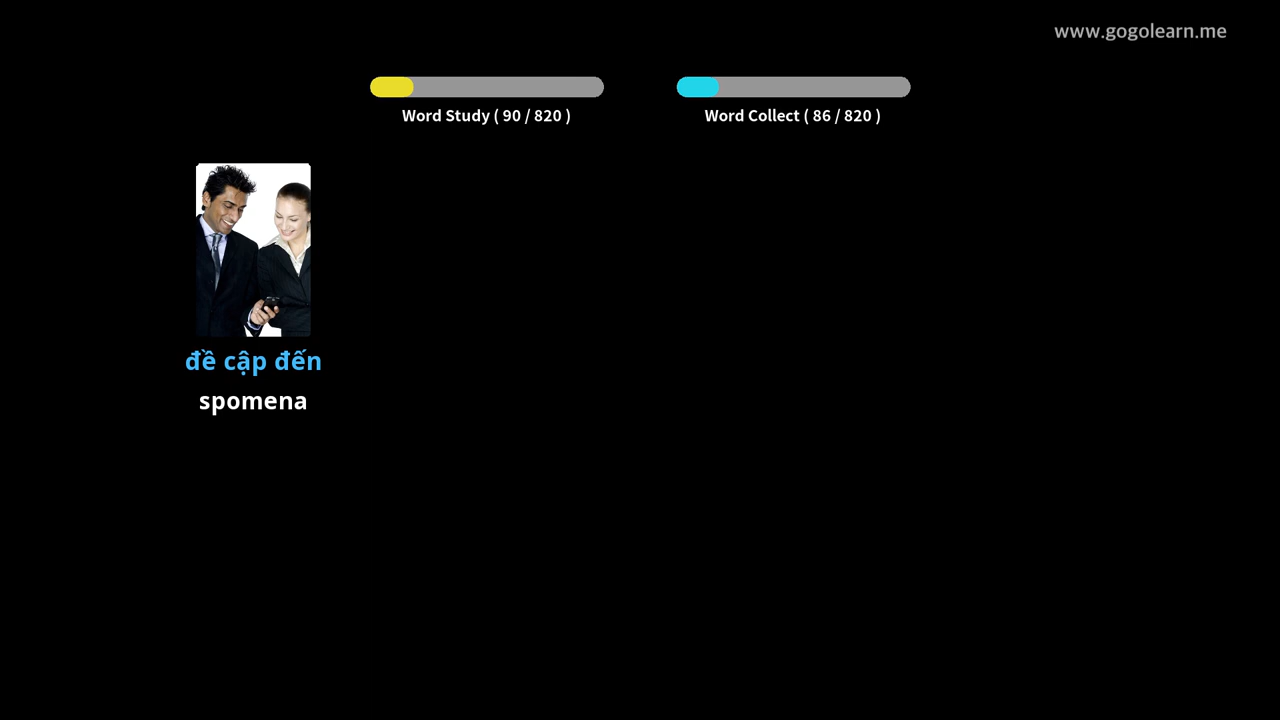 www.gogolearn.me
Word Study ( 90 / 820 )
Word Collect ( 86 / 820 )
đề cập đến
spomena